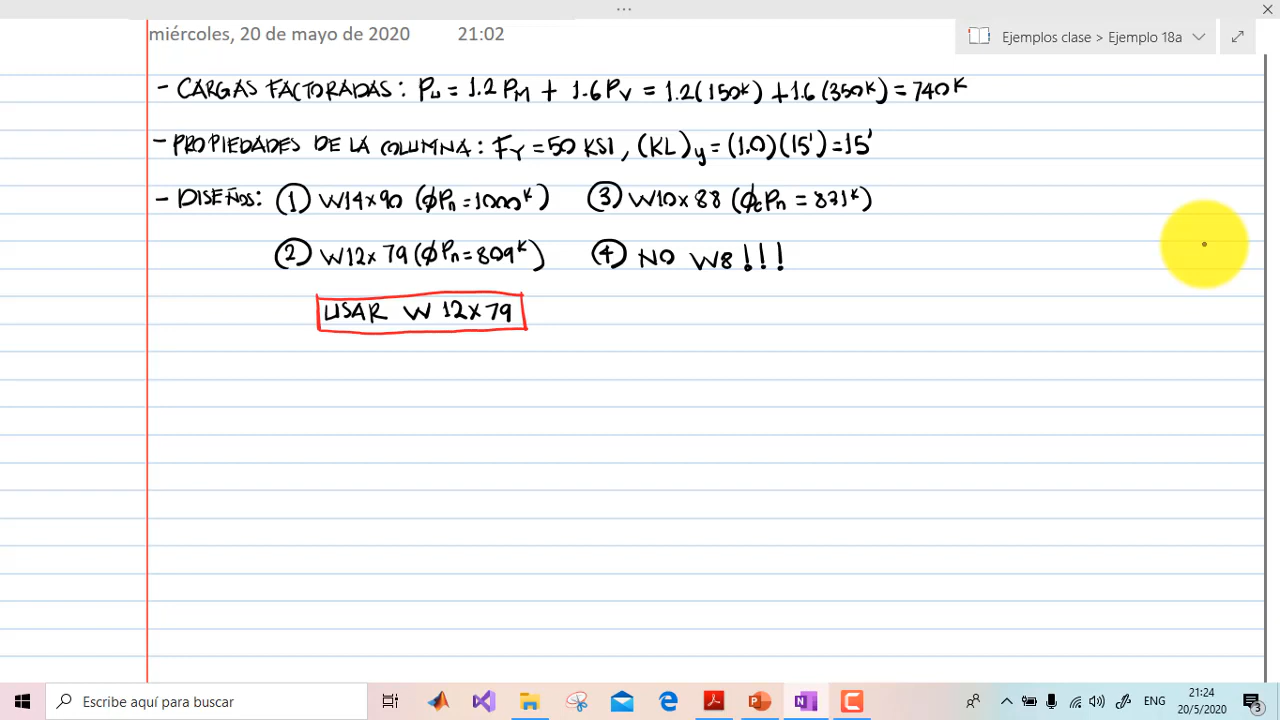 miércoles, 20 de mayo de 2020 21:02
Ejemplos clase > Ejemplo 18a
- CARGAS FACTORADAS: Pu = 1.2 PM + 1.6 PV = 1.2(150K) + 1.6(350K) = 740K
- PROPIEDADES DE LA COLUMNA: FY = 50 KSI, (KL)y = (1.0)(15') = 15'
- DISEÑOS: ① W14x90 (ϕPn = 1000K) ③ W10x88 (ϕcPn = 831K)
② W12x79 (ϕPn = 809K) ④ NO W8!!!
USAR W 12x79
Escribe aquí para buscar
ENG
21:24
20/5/2020
3